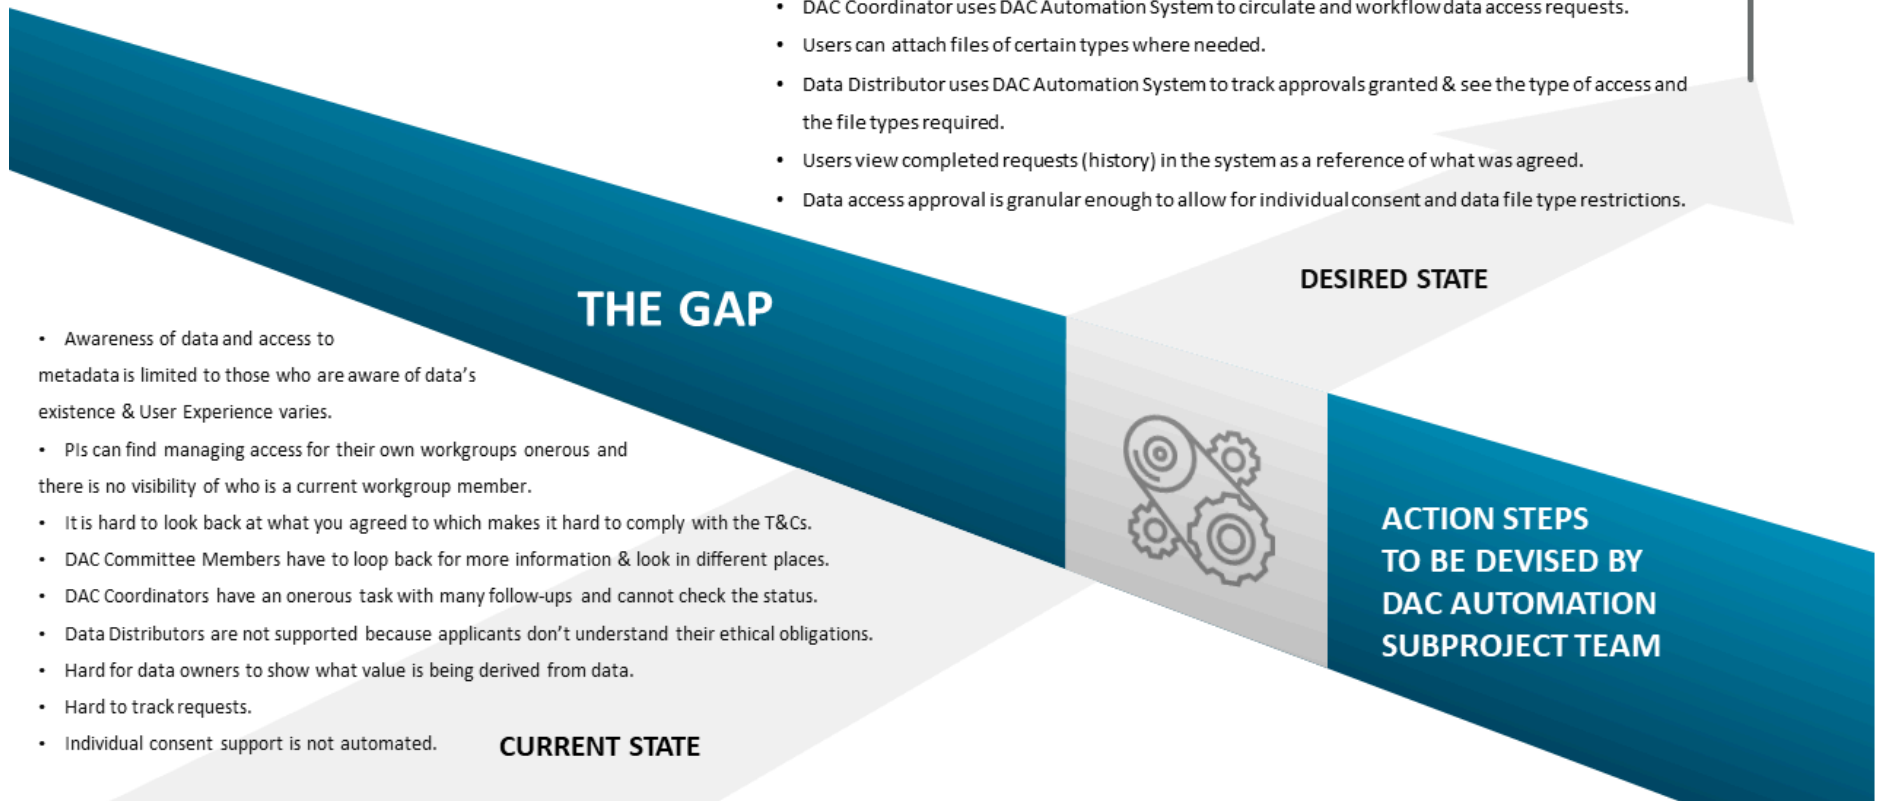 • DAC Coordinator uses DAC Automation System to circulate and workflow data access requests.
• Users can attach files of certain types where needed.
• Data Distributor uses DAC Automation System to track approvals granted & see the type of access and
the file types required.
• Users view completed requests (history) in the system as a reference of what was agreed.
• Data access approval is granular enough to allow for individual consent and data file type restrictions.
DESIRED STATE
THE GAP
• Awareness of data and access to
metadata is limited to those who are aware of data's
existence & User Experience varies.
• PIs can find managing access for their own workgroups onerous and
there is no visibility of who is a current workgroup member.
• It is hard to look back at what you agreed to which makes it hard to comply with the T&Cs.
• DAC Committee Members have to loop back for more information & look in different places.
• DAC Coordinators have an onerous task with many follow-ups and cannot check the status.
• Data Distributors are not supported because applicants don't understand their ethical obligations.
• Hard for data owners to show what value is being derived from data.
• Hard to track requests.
• Individual consent support is not automated.
CURRENT STATE
ACTION STEPS
TO BE DEVISED BY
DAC AUTOMATION
SUBPROJECT TEAM